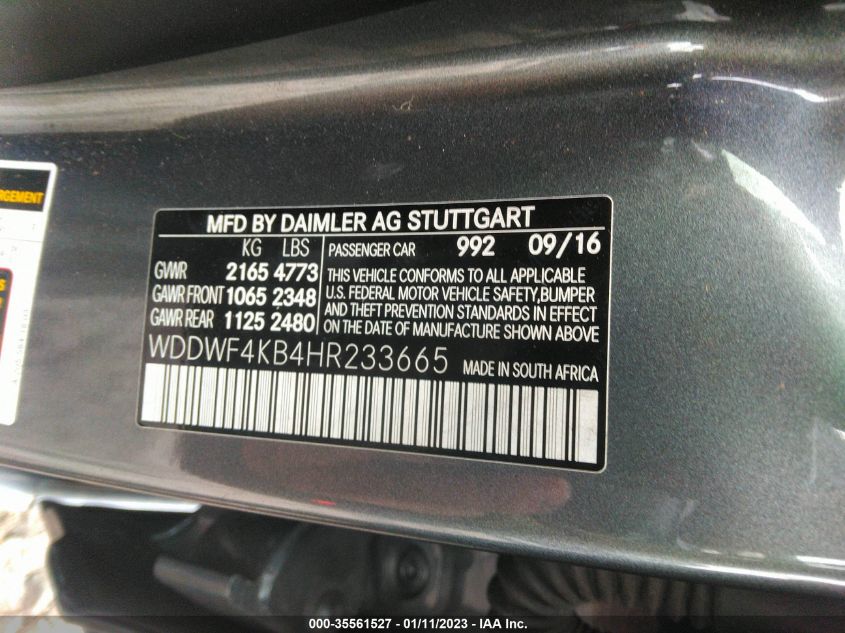 RGEMENT
MFD BY DAIMLER AG STUTTGART
KG LBS
GVWR 2165 4773
GAWR FRONT 1065 2348
GAWR REAR 1125 2480
PASSENGER CAR 992 09/16
THIS VEHICLE CONFORMS TO ALL APPLICABLE
U.S. FEDERAL MOTOR VEHICLE SAFETY,BUMPER
AND THEFT PREVENTION STANDARDS IN EFFECT
ON THE DATE OF MANUFACTURE SHOWN ABOVE
WDDWF4KB4HR233665 MADE IN SOUTH AFRICA
000-35561527 - 01/11/2023 - IAA Inc.